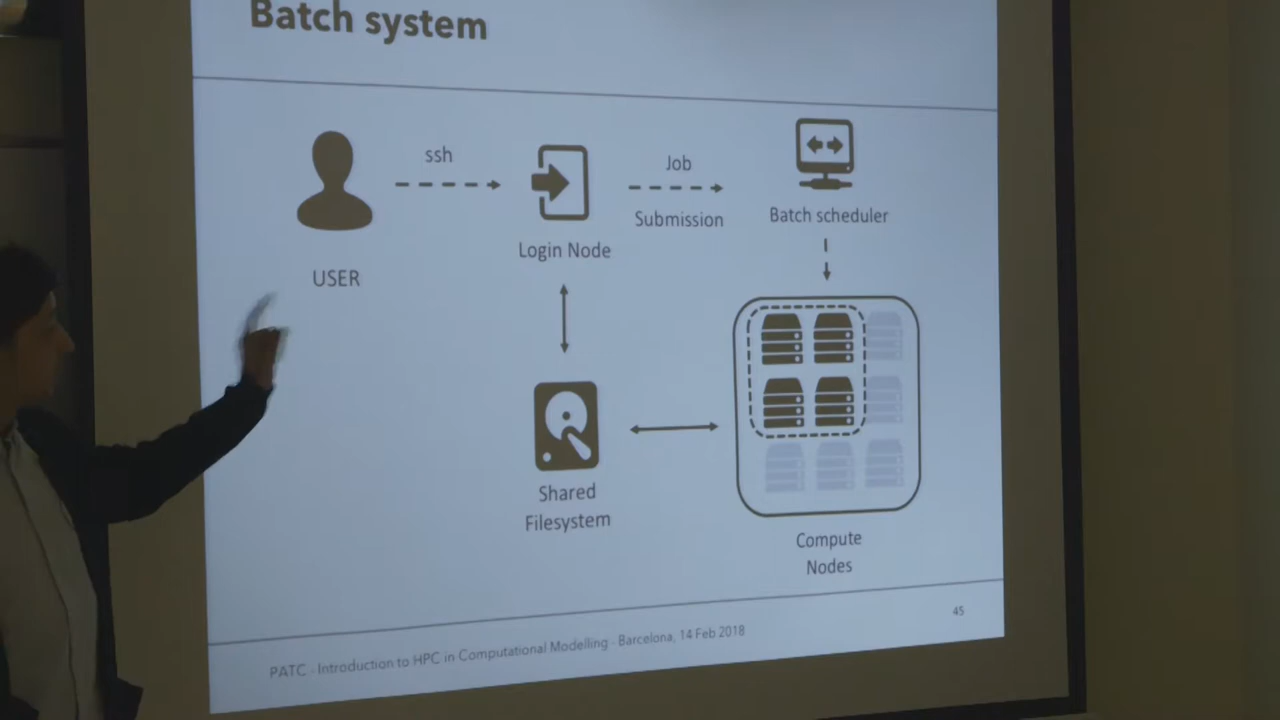 Batch system
ssh
Job
Submission
Batch scheduler
Login Node
USER
Shared
Filesystem
Compute
Nodes
45
PATC - Introduction to HPC in Computational Modelling - Barcelona, 14 Feb 2018